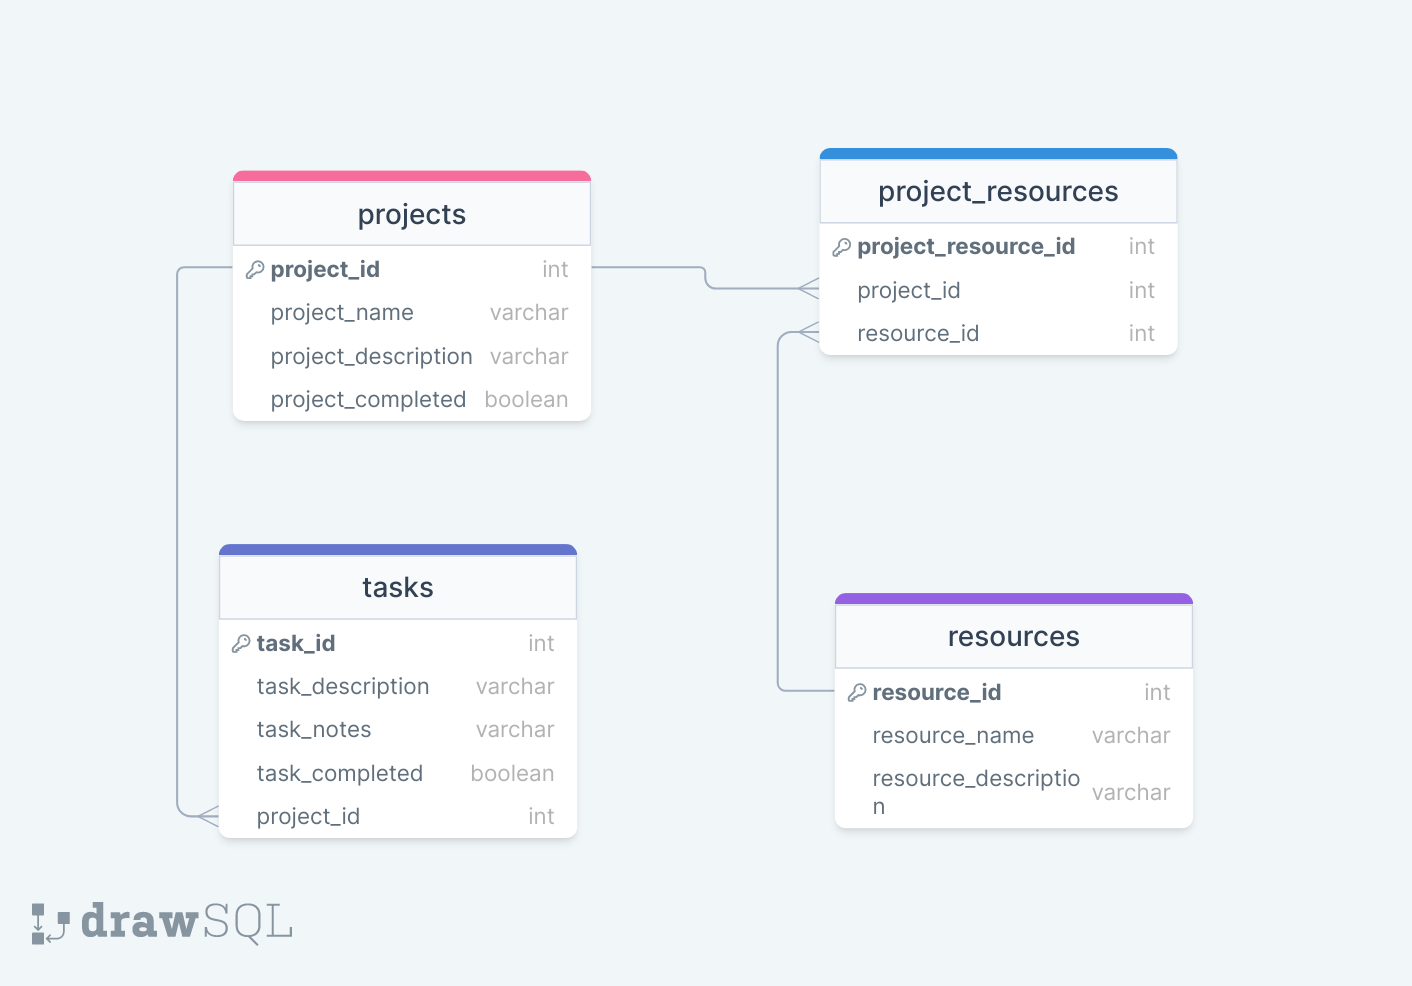 projects
project_id int
project_name varchar
project_description varchar
project_completed boolean
project_resources
project_resource_id int
project_id int
resource_id int
tasks
task_id int
task_description varchar
task_notes varchar
task_completed boolean
project_id int
resources
resource_id int
resource_name varchar
resource_descriptio varchar
n
drawSQL